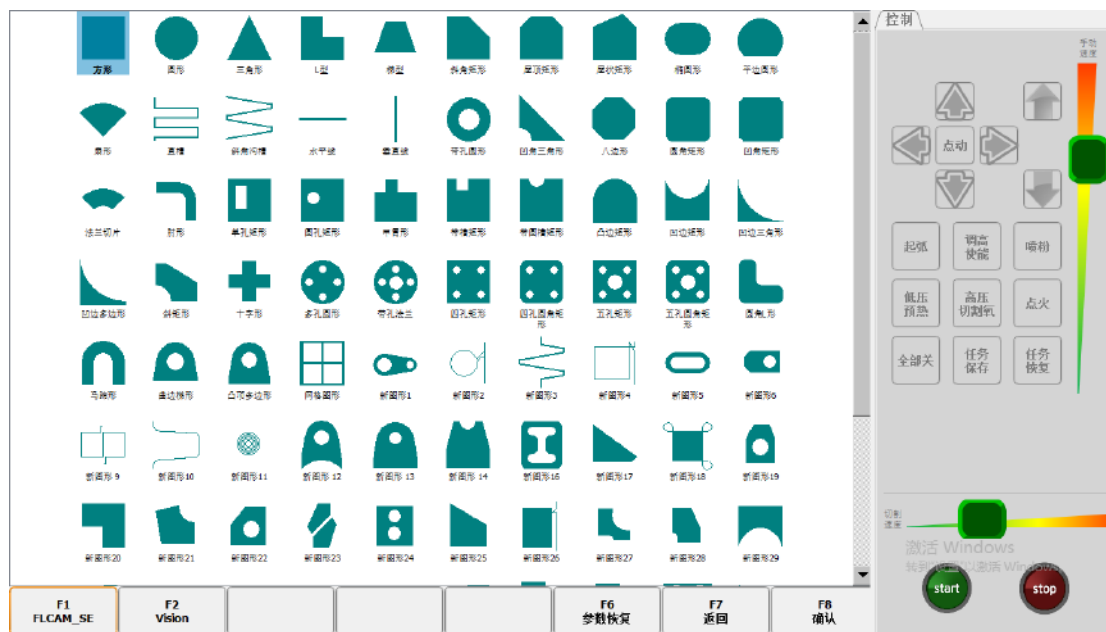 控制
手动
速度
方形
圆形
三角形
L型
梯型
斜角矩形
屋顶矩形
屋状矩形
椭圆形
平边圆形
扇形
直槽
斜角沟槽
水平线
垂直线
带孔圆形
凹角三角形
八边形
圆角矩形
凹角矩形
点动
法兰切片
肘形
单孔矩形
圆孔矩形
甲胄形
带槽矩形
带圆槽矩形
凸边矩形
凹边矩形
凹边三角形
起弧
调高
使能
喷粉
凹边多边形
斜矩形
十字形
多孔圆形
带孔法兰
四孔矩形
四孔圆角矩
形
五孔矩形
五孔圆角矩
形
圆角L形
低压
预热
高压
切割氧
点火
马蹄形
曲边梯形
凸顶多边形
网格图形
新图形1
新图形2
新图形3
新图形4
新图形5
新图形6
全部关
任务
保存
任务
恢复
新图形 9
新图形10
新图形11
新图形 12
新图形 13
新图形 14
新图形16
新图形17
新图形18
新图形19
新图形20
新图形21
新图形22
新图形23
新图形24
新图形25
新图形26
新图形27
新图形28
新图形29
切割
速度
激活 Windows
start
stop
F1
FLCAM_SE
F2
Vision
F6
参数恢复
F7
返回
F8
确认